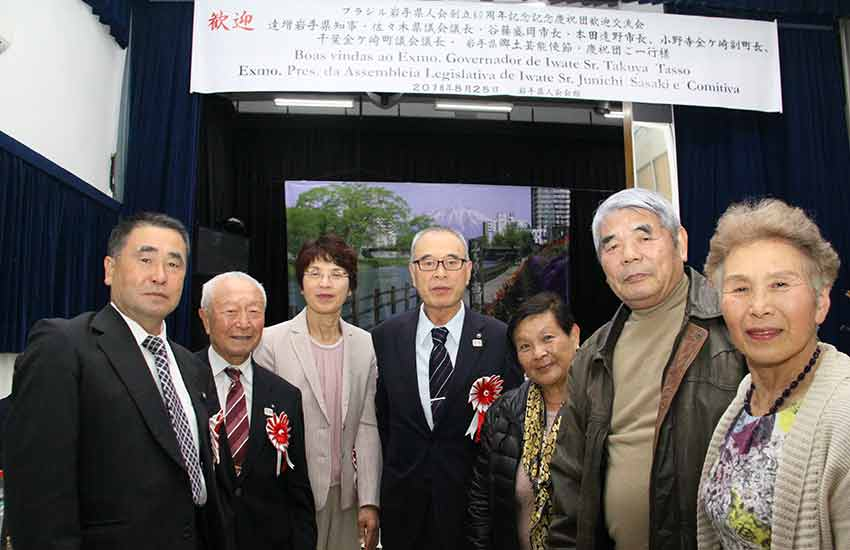 歓迎
ブラジル岩手県人会創立60周年記念慶祝団歓迎交流会
達増岩手県知事・佐々木県議会議長・谷藤盛岡市長・本田遠野市長、小野寺金ケ崎副町長、
千葉金ケ崎町議会議長・岩手県郷土芸能使節・慶祝団ご一行様
Boas vindas ao Exmo. Governador de Iwate Sr. Takuya Tasso
Exmo. Pres. da Assembleia Legislativa de Iwate Sr. Junichi Sasaki e Comitiva
2018年8月25日 岩手県人会会館